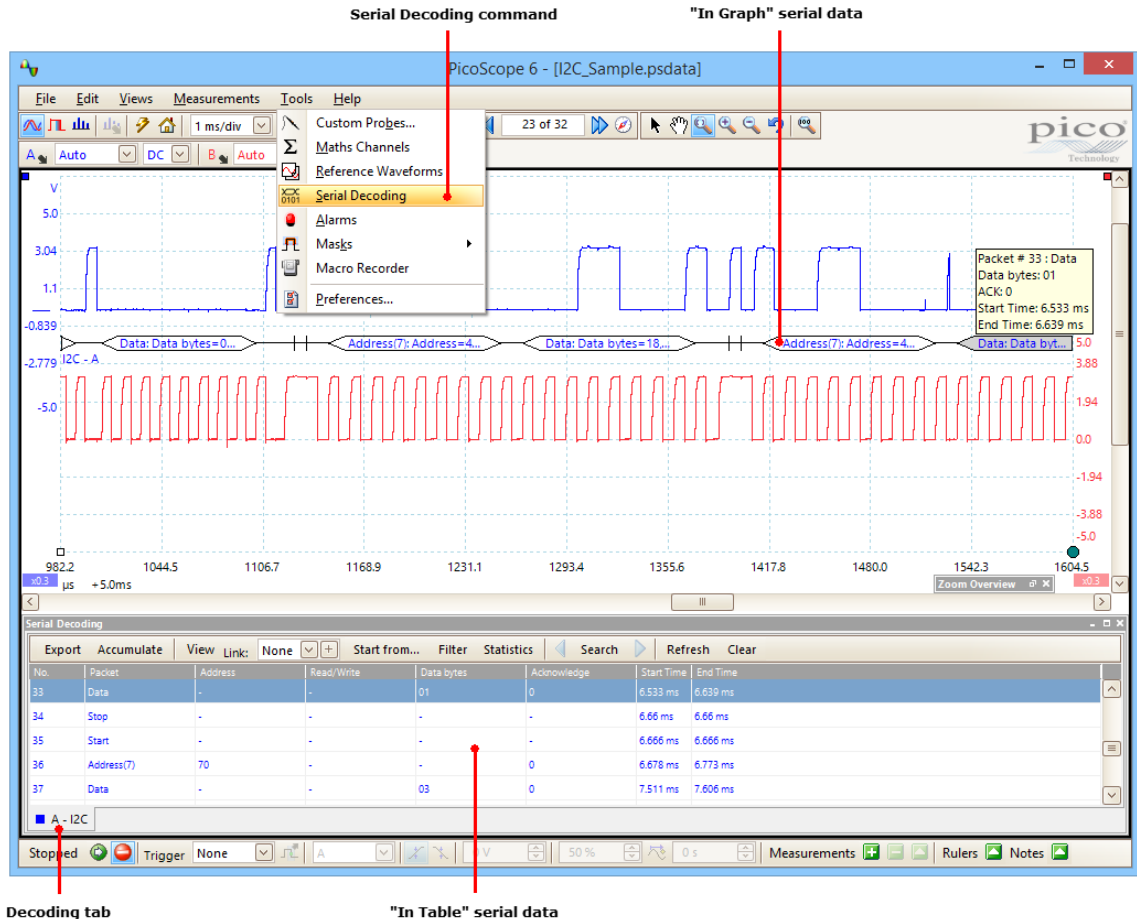 Serial Decoding command "In Graph" serial data
PicoScope 6 - [I2C_Sample.psdata]
File Edit Views Measurements Tools Help
1 ms/div 23 of 32
pico
Technology
A Auto DC B Auto
Custom Probes...
Maths Channels
Reference Waveforms
Serial Decoding
Alarms
Masks
Macro Recorder
Preferences...
V
5.0
3.04
1.1
-0.839
-2.779
-5.0
Packet # 33 : Data
Data bytes: 01
ACK: 0
Start Time: 6.533 ms
End Time: 6.639 ms
Data: Data bytes=0... Address(7): Address=4... Data: Data bytes=18,... Address(7): Address=4... Data: Data byt...
I2C - A
5.0
3.88
1.94
0.0
-1.94
-3.88
-5.0
982.2 1044.5 1106.7 1168.9 1231.1 1293.4 1355.6 1417.8 1480.0 1542.3 1604.5
x0.3 µs +5.0ms Zoom Overview x0.3
Serial Decoding
Export Accumulate View Link: None Start from... Filter Statistics Search Refresh Clear
No. Packet Address Read/Write Data bytes Acknowledge Start Time End Time
33 Data - - 01 0 6.533 ms 6.639 ms
34 Stop - - - - 6.66 ms 6.66 ms
35 Start - - - - 6.666 ms 6.666 ms
36 Address(7) 70 - - 0 6.678 ms 6.773 ms
37 Data - - 03 0 7.511 ms 7.606 ms
A - I2C
Stopped Trigger None A 0 V 50 % 0 s Measurements Rulers Notes
Decoding tab "In Table" serial data